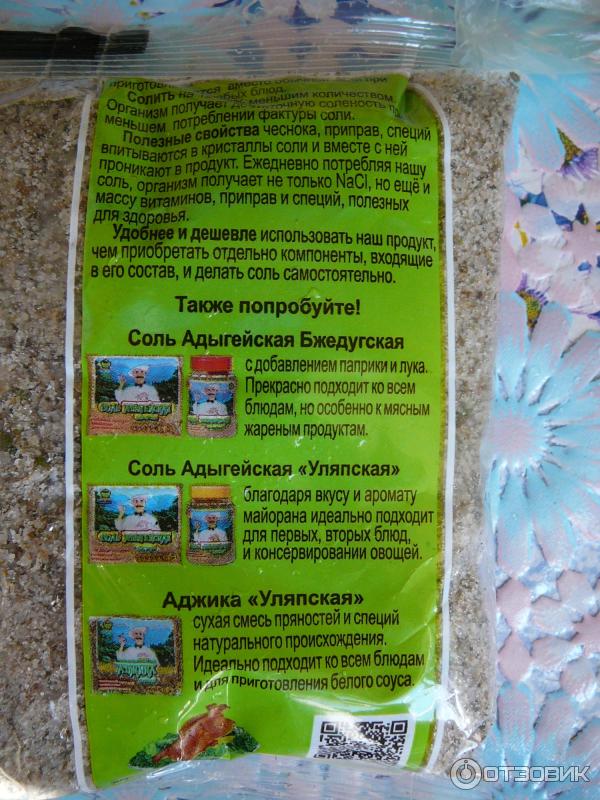 Солить вместо
Организм получает достаточную соленость при
меньшем потреблении фактуры соли.
Полезные свойства чеснока, приправ, специй
впитываются в кристаллы соли и вместе с ней
проникают в продукт. Ежедневно потребляя нашу
соль, организм получает не только NaCl, но ещё и
массу витаминов, приправ и специй, полезных
для здоровья.
Удобнее и дешевле использовать наш продукт,
чем приобретать отдельно компоненты, входящие
в его состав, и делать соль самостоятельно.
Также попробуйте!
Соль Адыгейская Бжедугская
с добавлением паприки и лука.
Прекрасно подходит ко всем
блюдам, но особенно к мясным
жареным продуктам.
Соль Адыгейская «Уляпская»
благодаря вкусу и аромату
майорана идеально подходит
для первых, вторых блюд,
и консервировании овощей.
Аджика «Уляпская»
сухая смесь пряностей и специй
натурального происхождения.
Идеально подходит ко всем блюдам
и для приготовления белого соуса.
ОТЗОВИК